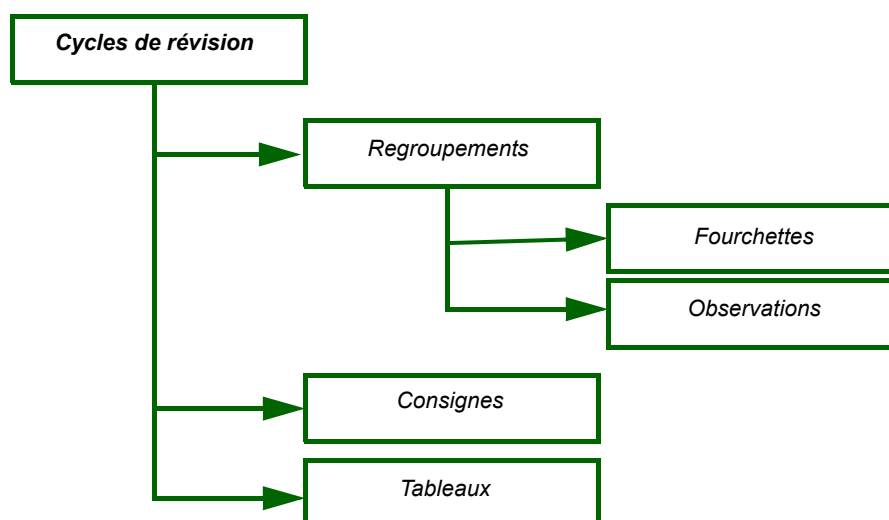 Cycles de révision
Regroupements
Fourchettes
Observations
Consignes
Tableaux